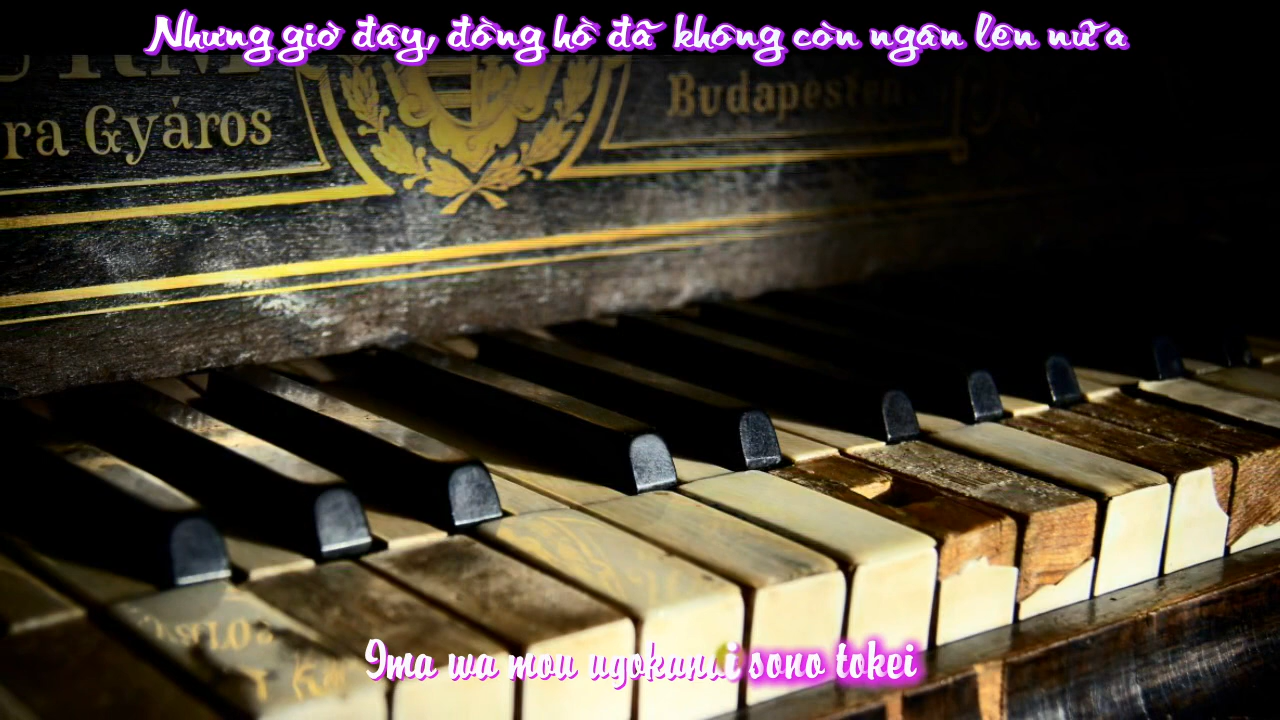 Nhưng giờ đây, đồng hồ đã không còn ngân lên nữa
ra Gyáros
Budapesten.
Ima wa mou ugokanai sono tokei